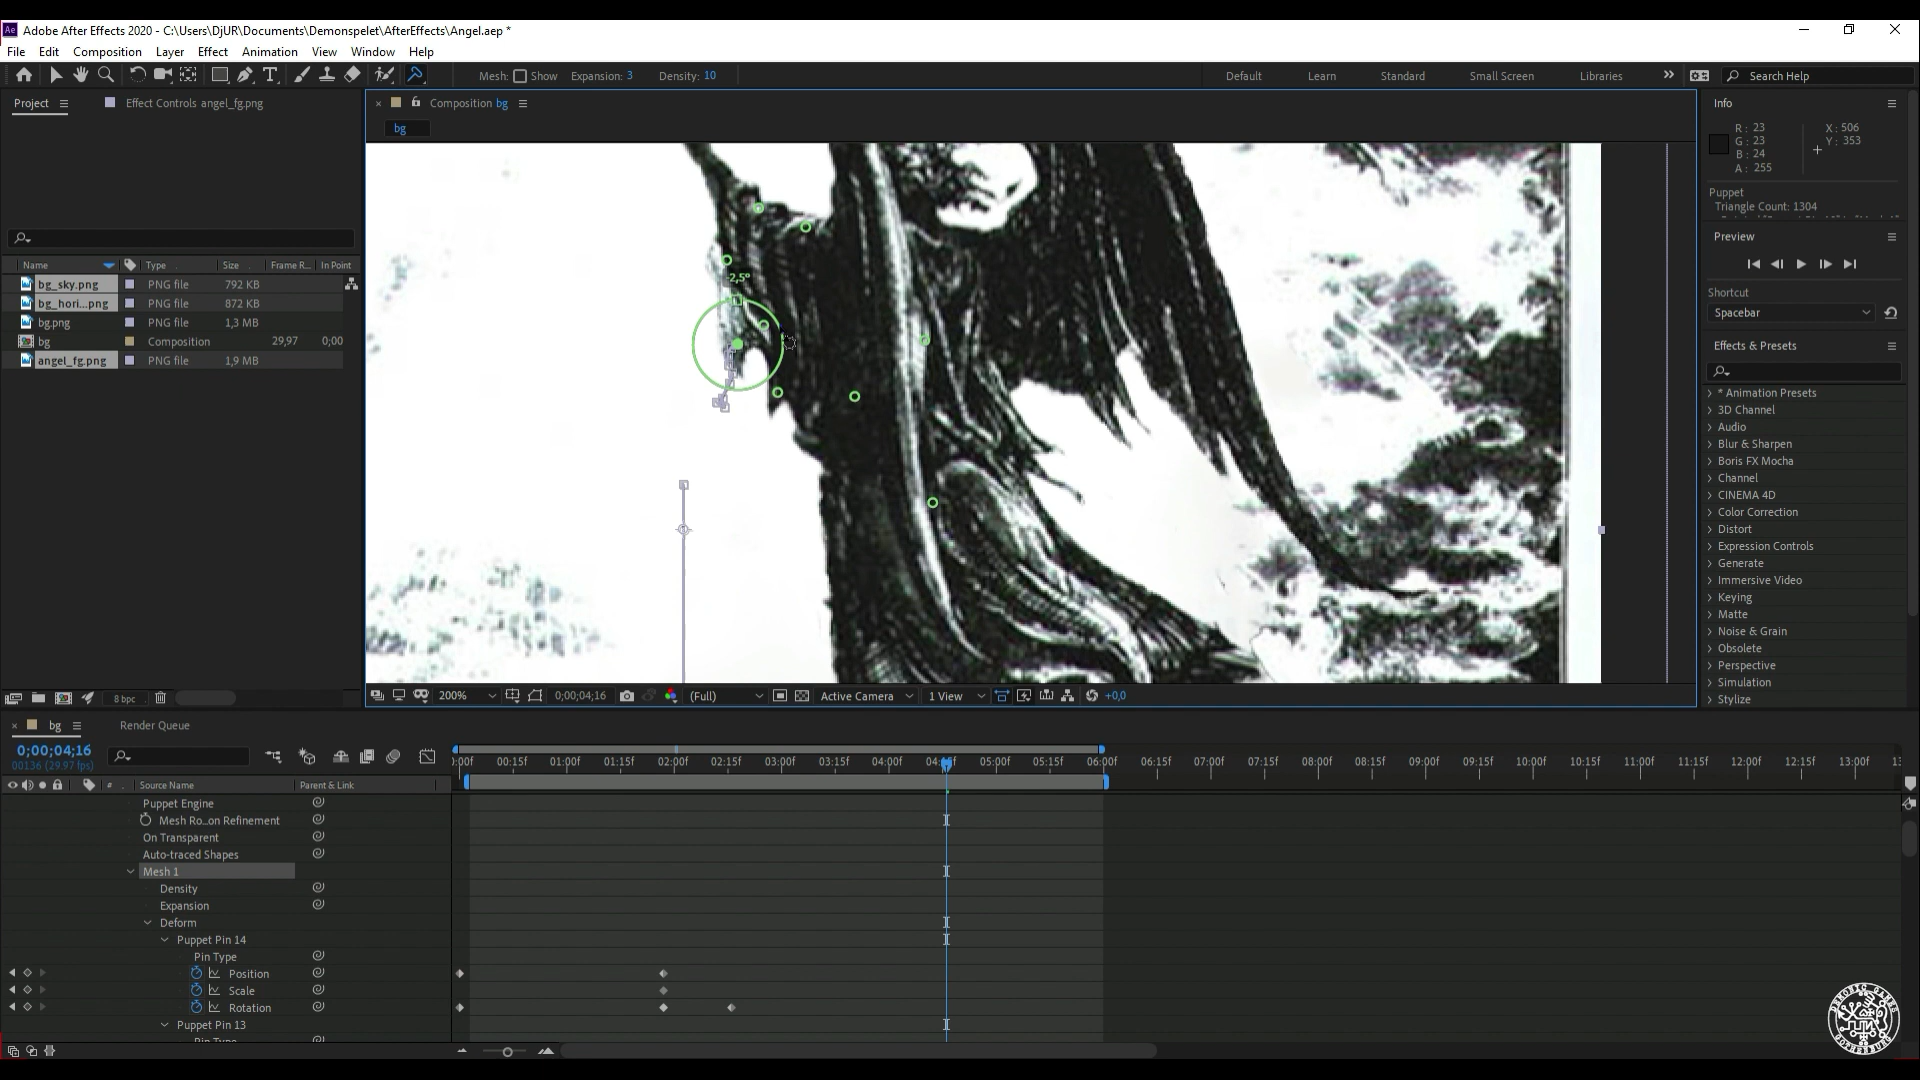 Ae Adobe After Effects 2020 - C:\Users\DjUR\Documents\Demonspelet\AfterEffects\Angel.aep *
File Edit Composition Layer Effect Animation View Window Help
Mesh: Show Expansion: 3 Density: 10 Default Learn Standard Small Screen Libraries Search Help
Project Effect Controls angel_fg.png
Composition bg
bg
Name Type Size Frame R... In Point
bg_sky.png PNG file 792 KB
bg_hori...png PNG file 872 KB
bg.png PNG file 1,3 MB
bg Composition 29,97 0;00
angel_fg.png PNG file 1,9 MB
-2,5°
Info
R: 23 X: 506
G: 23 Y: 353
B: 24
A: 255
Puppet
Triangle Count: 1304
Preview
Shortcut
Spacebar
Effects & Presets
* Animation Presets
3D Channel
Audio
Blur & Sharpen
Boris FX Mocha
Channel
CINEMA 4D
Color Correction
Distort
Expression Controls
Generate
Immersive Video
Keying
Matte
Noise & Grain
Obsolete
Perspective
Simulation
Stylize
8 bpc
200% 0;00;04;16 (Full) Active Camera 1 View +0,0
bg Render Queue
0;00;04;16
00136 (29.97 fps)
00:15f 01:00f 01:15f 02:00f 02:15f 03:00f 03:15f 04:00f 05:00f 05:15f 06:00f 06:15f 07:00f 07:15f 08:00f 08:15f 09:00f 09:15f 10:00f 10:15f 11:00f 11:15f 12:00f 12:15f 13:00f
# Source Name Parent & Link
Puppet Engine
Mesh Ro...on Refinement
On Transparent
Auto-traced Shapes
Mesh 1
Density
Expansion
Deform
Puppet Pin 14
Pin Type
Position
Scale
Rotation
Puppet Pin 13